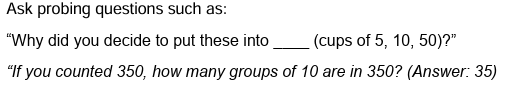 Ask probing questions such as:
“Why did you decide to put these into ____ (cups of 5, 10, 50)?”
“If you counted 350, how many groups of 10 are in 350? (Answer: 35)